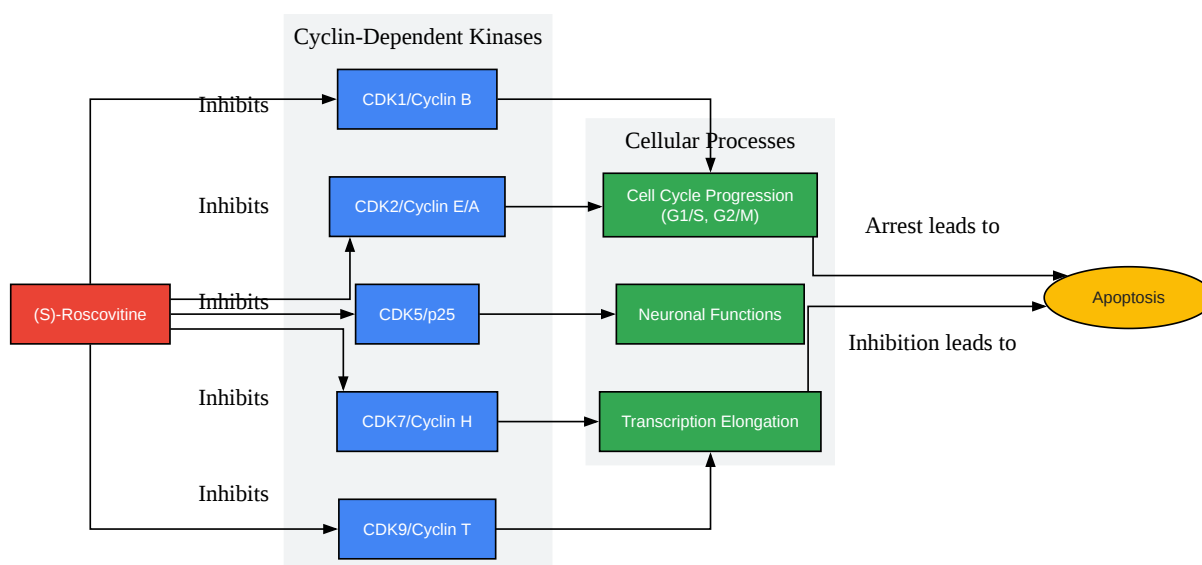 Cyclin-Dependent Kinases
Inhibits
CDK1/Cyclin B
Cellular Processes
Inhibits
CDK2/Cyclin E/A
Cell Cycle Progression
(G1/S, G2/M)
Arrest leads to
(S)-Roscovitine
Inhibits
CDK5/p25
Neuronal Functions
Apoptosis
Inhibition leads to
Inhibits
CDK7/Cyclin H
Transcription Elongation
Inhibits
CDK9/Cyclin T